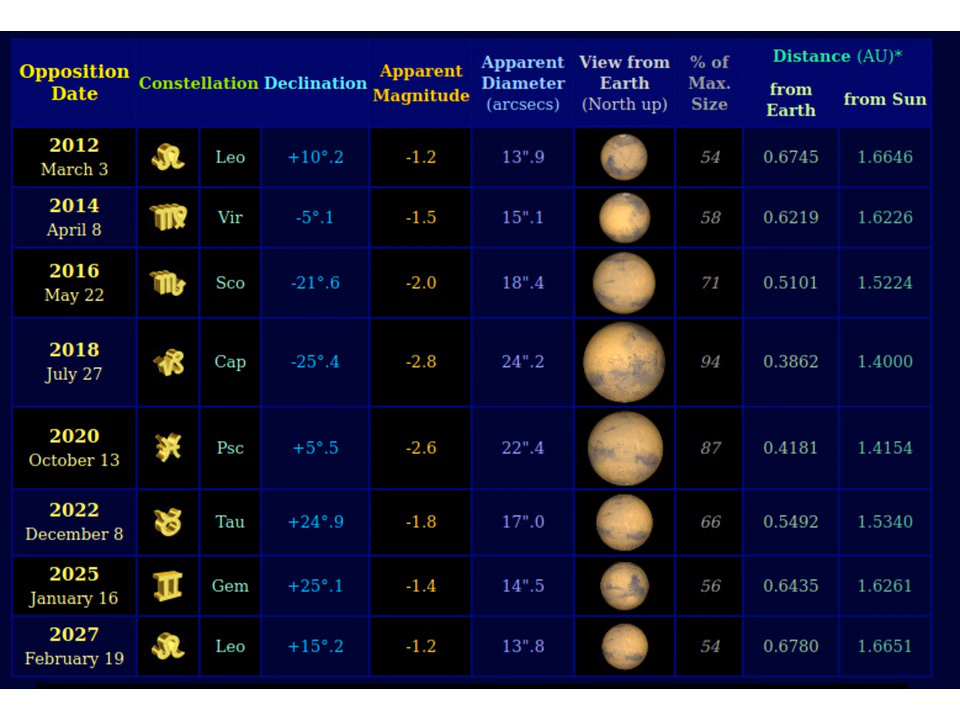 Opposition Date Constellation Declination Apparent Magnitude Apparent Diameter (arcsecs) View from Earth (North up) % of Max. Size Distance (AU)* from Earth from Sun
2012 March 3 Leo +10°.2 -1.2 13".9 54 0.6745 1.6646
2014 April 8 Vir -5°.1 -1.5 15".1 58 0.6219 1.6226
2016 May 22 Sco -21°.6 -2.0 18".4 71 0.5101 1.5224
2018 July 27 Cap -25°.4 -2.8 24".2 94 0.3862 1.4000
2020 October 13 Psc +5°.5 -2.6 22".4 87 0.4181 1.4154
2022 December 8 Tau +24°.9 -1.8 17".0 66 0.5492 1.5340
2025 January 16 Gem +25°.1 -1.4 14".5 56 0.6435 1.6261
2027 February 19 Leo +15°.2 -1.2 13".8 54 0.6780 1.6651